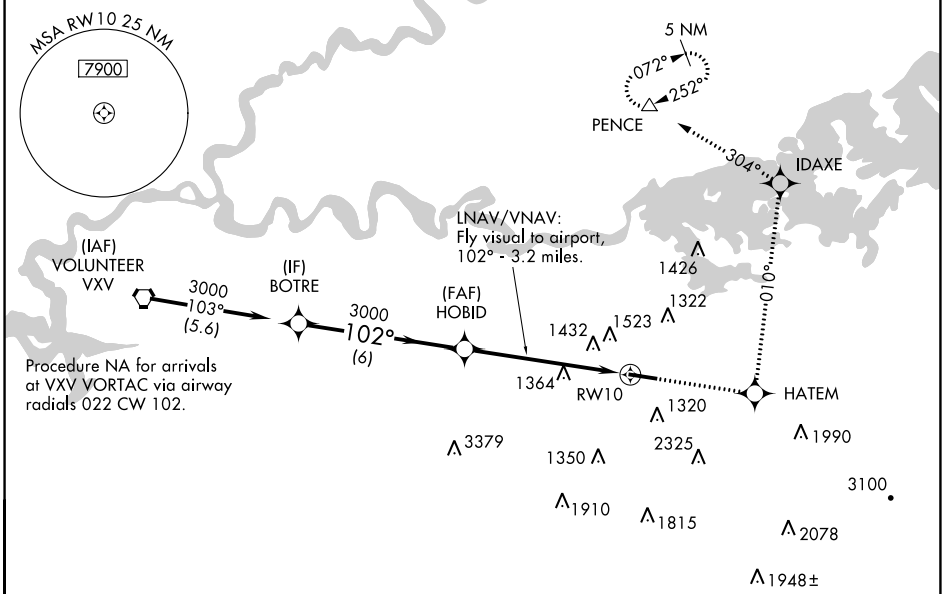 MSA RW10 25 NM
7900
5 NM
072°
252°
PENCE
304°
IDAXE
LNAV/VNAV:
Fly visual to airport,
102° - 3.2 miles.
(IAF)
VOLUNTEER
VXV
(IF)
BOTRE
(FAF)
HOBID
1426
010°
3000
103°
(5.6)
3000
102°
(6)
1432
1523
1322
Procedure NA for arrivals
at VXV VORTAC via airway
radials 022 CW 102.
1364
RW10
HATEM
1320
3379
1350
2325
1990
3100
1910
1815
2078
1948±